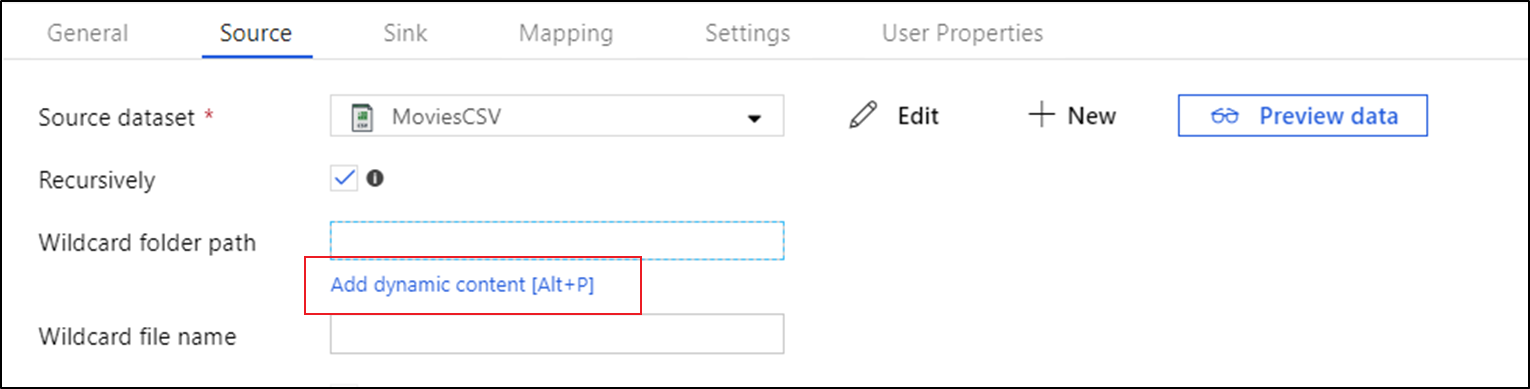 General Source Sink Mapping Settings User Properties
Source dataset * MoviesCSV Edit New Preview data
Recursively
Wildcard folder path
Add dynamic content [Alt+P]
Wildcard file name